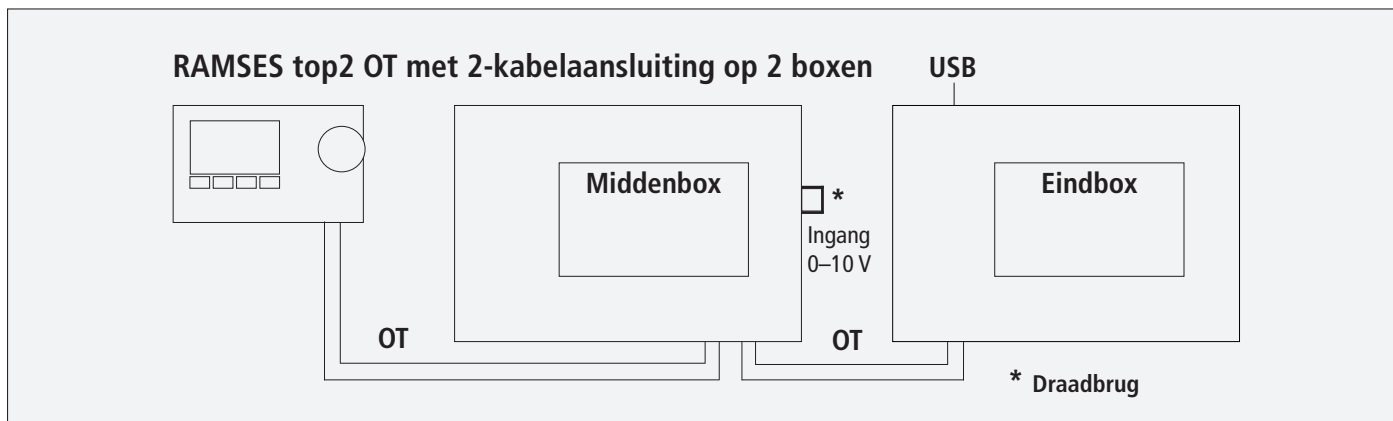 RAMSES top2 OT met 2-kabelaansluiting op 2 boxen
USB
Middenbox
*
Ingang
0–10 V
Eindbox
OT
OT
* Draadbrug